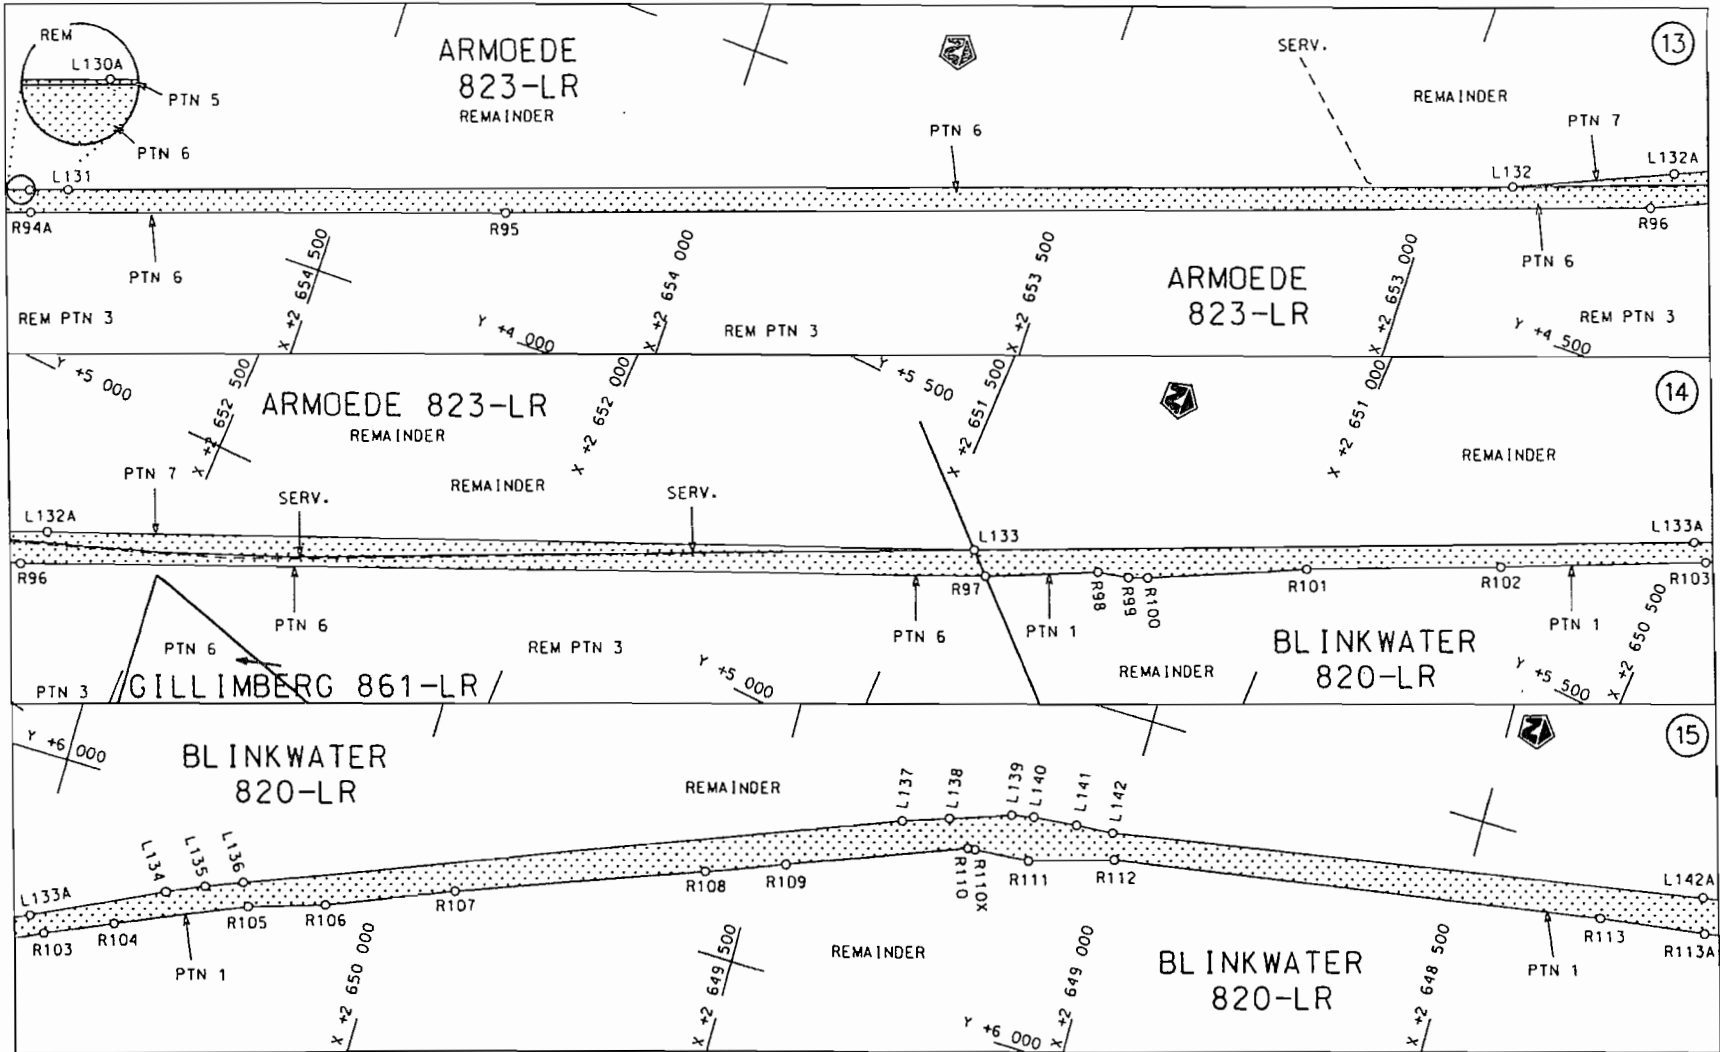 REM
L130A
PTN 5
PTN 6
ARMOEDE
823-LR
REMAINDER
SERV.
13
REMAINDER
PTN 6
PTN 7
L131
L132
L132A
R94A
R95
R96
PTN 6
PTN 6
X +2 654 500
X +2 654 000
X +2 653 500
X +2 653 000
ARMOEDE
823-LR
REM PTN 3
Y +4 000
REM PTN 3
Y +4 500
REM PTN 3
Y +5 000
X +2 652 500
X +2 652 000
Y +5 500
X +2 651 500
X +2 651 000
14
ARMOEDE 823-LR
REMAINDER
REMAINDER
PTN 7
SERV.
REMAINDER
SERV.
L132A
L133
L133A
R96
R97
R98
R99
R100
R101
R102
R103
PTN 6
PTN 6
PTN 1
PTN 1
PTN 6
REM PTN 3
BLINKWATER
820-LR
REMAINDER
PTN 3
GILLIMBERG 861-LR
Y +5 000
Y +5 500
X +2 650 500
Y +6 000
15
BLINKWATER
820-LR
REMAINDER
L133A
L134
L135
L136
L137
L138
L139
L140
L141
L142
L142A
R103
R104
R105
R106
R107
R108
R109
R110
R110X
R111
R112
R113
R113A
PTN 1
PTN 1
REMAINDER
BLINKWATER
820-LR
X +2 650 000
X +2 649 500
Y +6 000
X +2 649 000
X +2 648 500